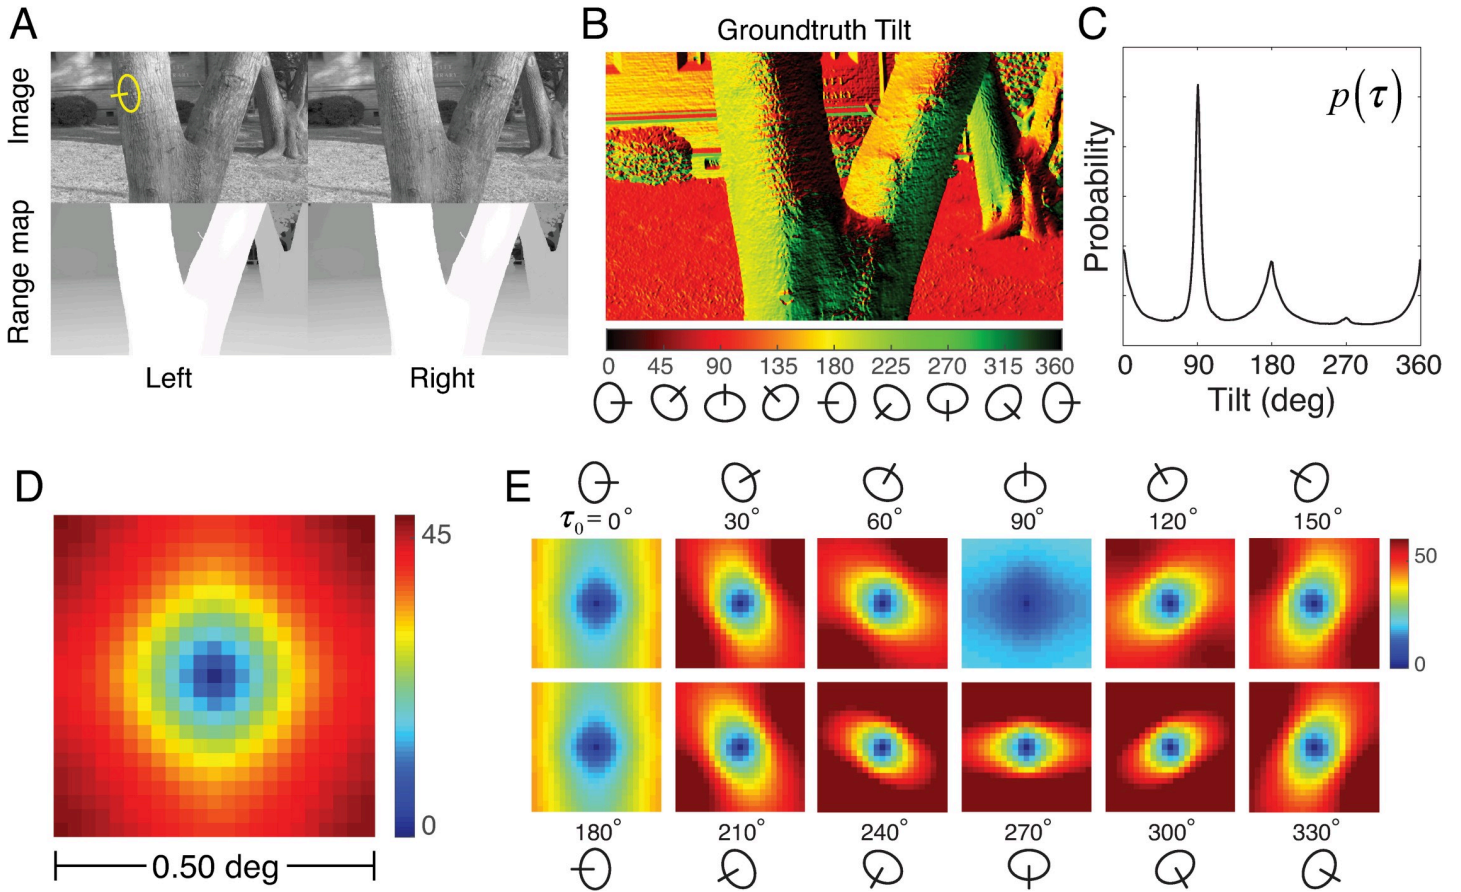 A
Image
Range map
Left
Right
B
Groundtruth Tilt
0 45 90 135 180 225 270 315 360
C
p(τ)
Probability
0 90 180 270 360
Tilt (deg)
D
45
0
0.50 deg
E
τ₀ = 0° 30° 60° 90° 120° 150°
50
0
180° 210° 240° 270° 300° 330°